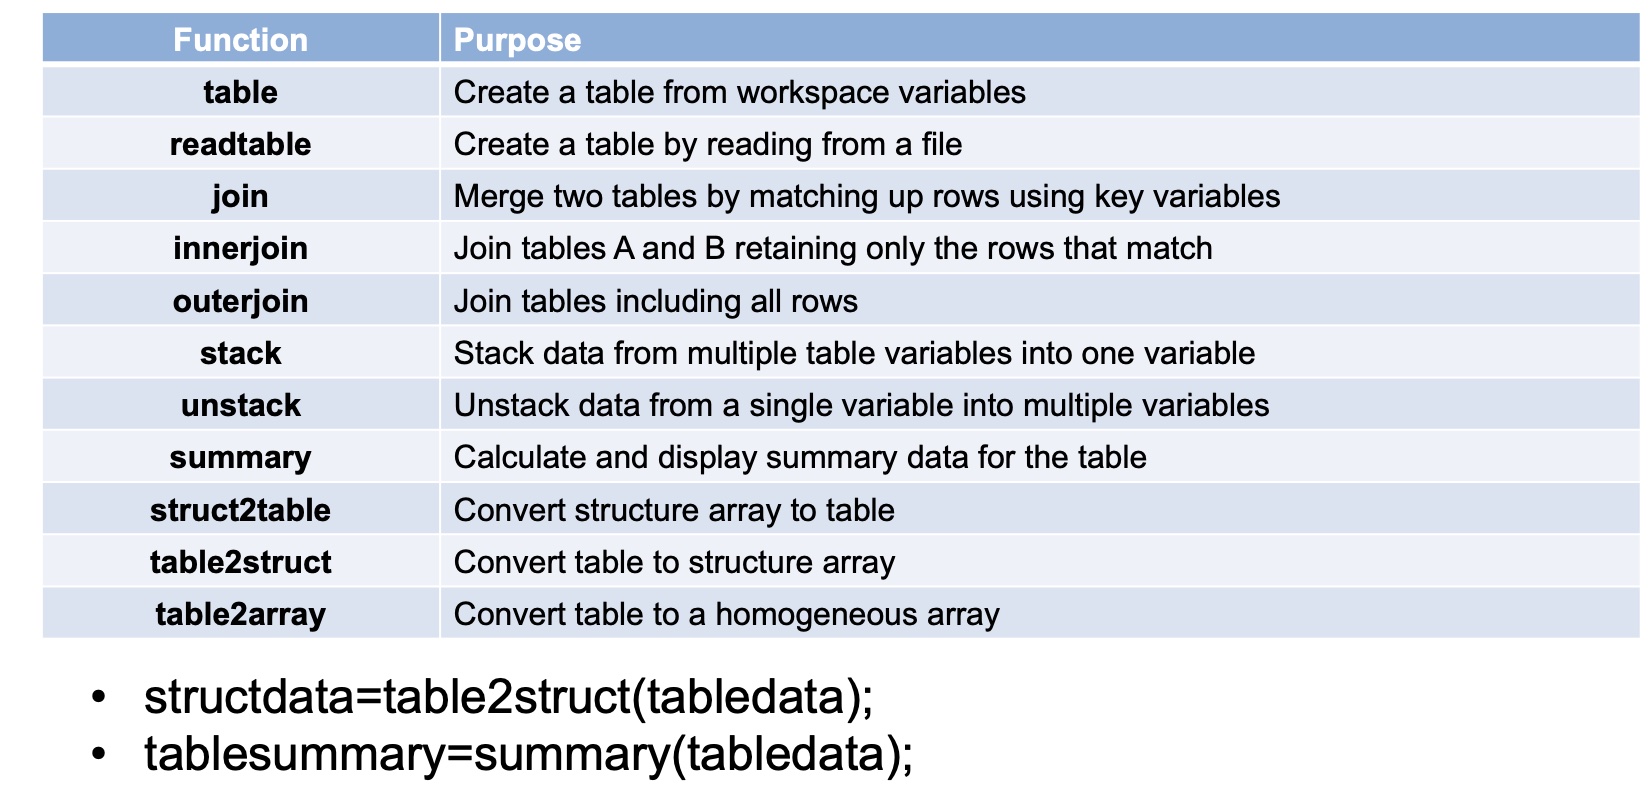 Function Purpose
table Create a table from workspace variables
readtable Create a table by reading from a file
join Merge two tables by matching up rows using key variables
innerjoin Join tables A and B retaining only the rows that match
outerjoin Join tables including all rows
stack Stack data from multiple table variables into one variable
unstack Unstack data from a single variable into multiple variables
summary Calculate and display summary data for the table
struct2table Convert structure array to table
table2struct Convert table to structure array
table2array Convert table to a homogeneous array
• structdata=table2struct(tabledata);
• tablesummary=summary(tabledata);